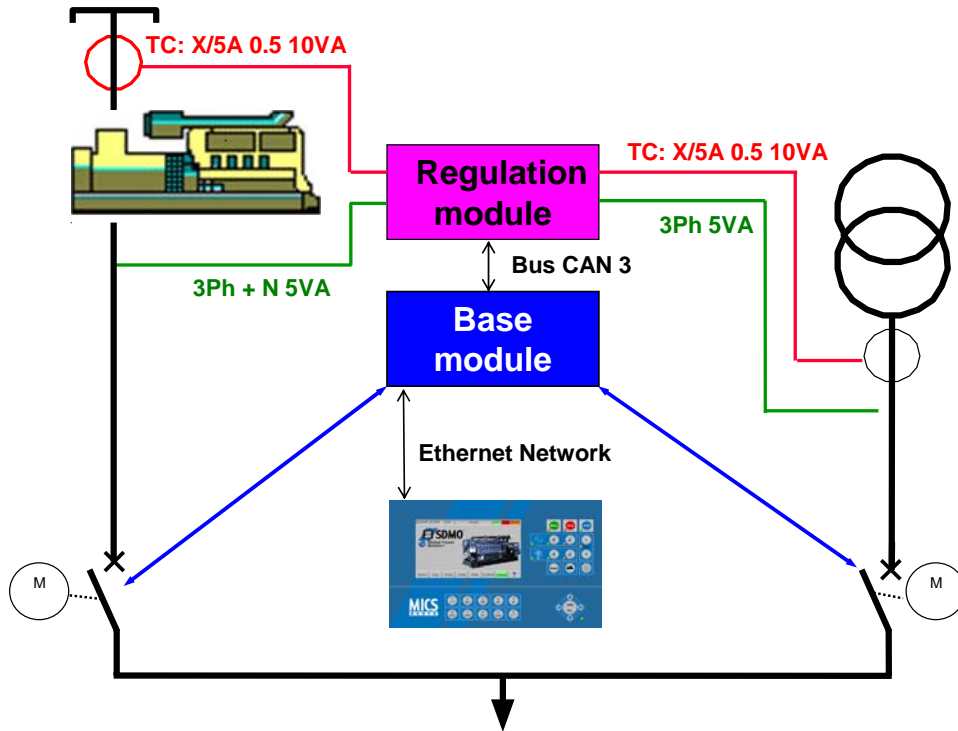 TC: X/5A 0.5 10VA
Regulation
module
TC: X/5A 0.5 10VA
3Ph 5VA
3Ph + N 5VA
Bus CAN 3
Base
module
Ethernet Network
SDMO
MICS
M
M